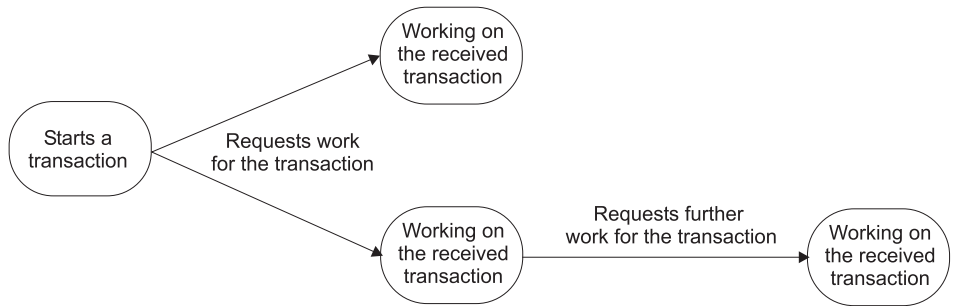 Working on
the received
transaction
Starts a
transaction
Requests work
for the transaction
Working on
the received
transaction
Requests further
work for the transaction
Working on
the received
transaction